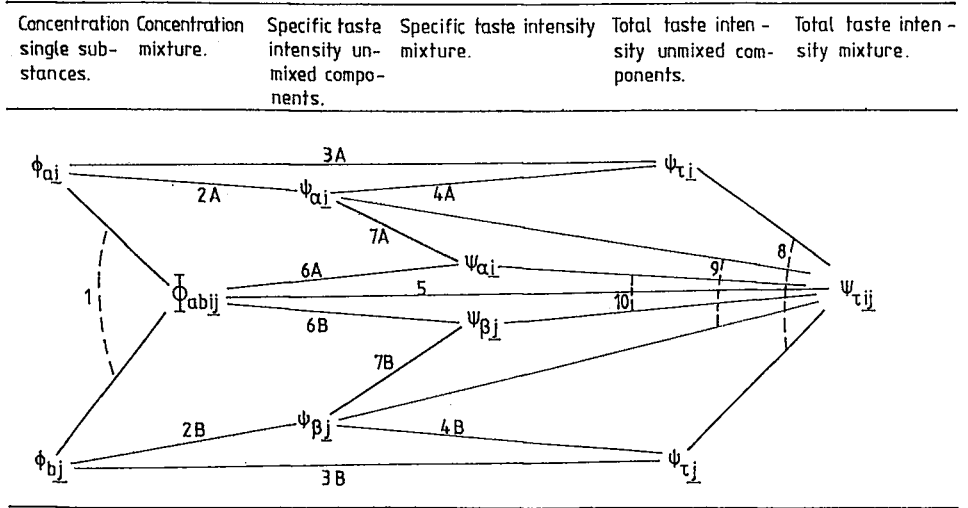 Concentration single sub- stances.
Concentration mixture.
Specific taste intensity un- mixed compo- nents.
Specific taste intensity mixture.
Total taste inten - sity unmixed com- ponents.
Total taste inten - sity mixture.
ϕaj
3A
ψτi
2A
ψαj
4A
7A
ψαi
6A
1
Φabij
5
10
9
8
ψτij
6B
ψβj
7B
ψβj
2B
4B
ϕbj
3B
ψτj